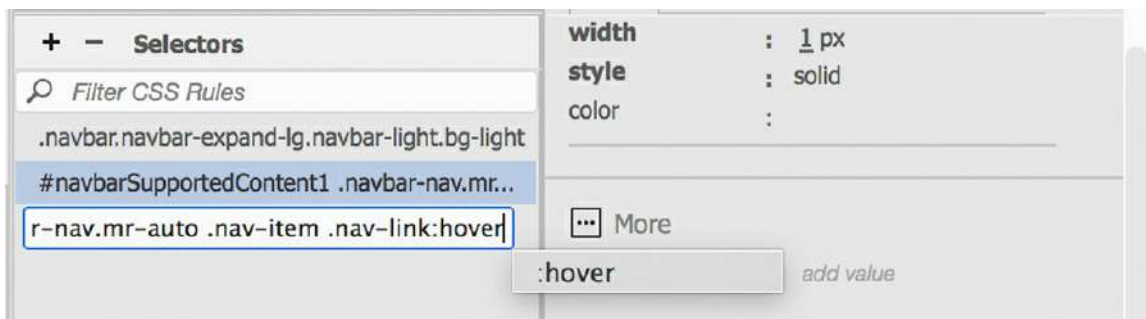 + − Selectors
Filter CSS Rules
.navbar.navbar-expand-lg.navbar-light.bg-light
#navbarSupportedContent1 .navbar-nav.mr...
r-nav.mr-auto .nav-item .nav-link:hover
width : 1 px
style : solid
color :
More
:hover
add value